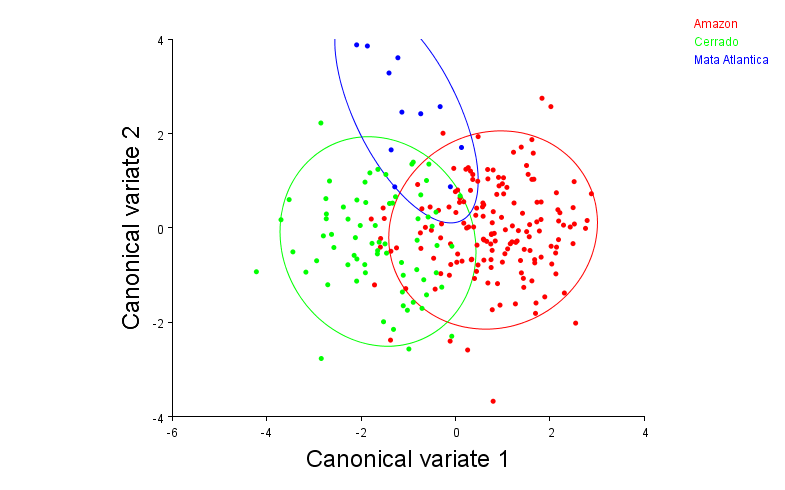 Amazon
Cerrado
Mata Atlantica
4
2
0
-2
-4
-6
-4
-2
0
2
4
Canonical variate 2
Canonical variate 1